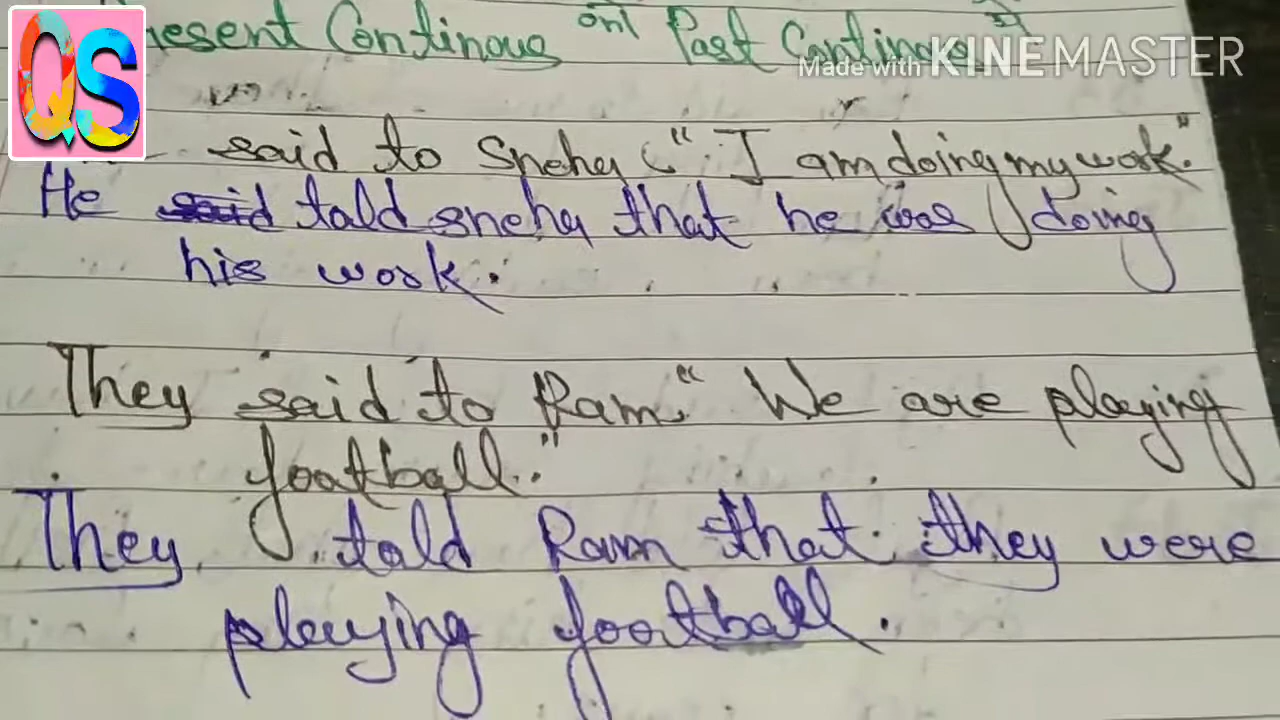 QS
resent Continous का Past Continous में
Made with KINEMASTER
said to Sneha " I am doing my work."
He said told sneha that he was doing
his work.
They said to Ram " We are playing
football."
They told Ram that they were
playing football.